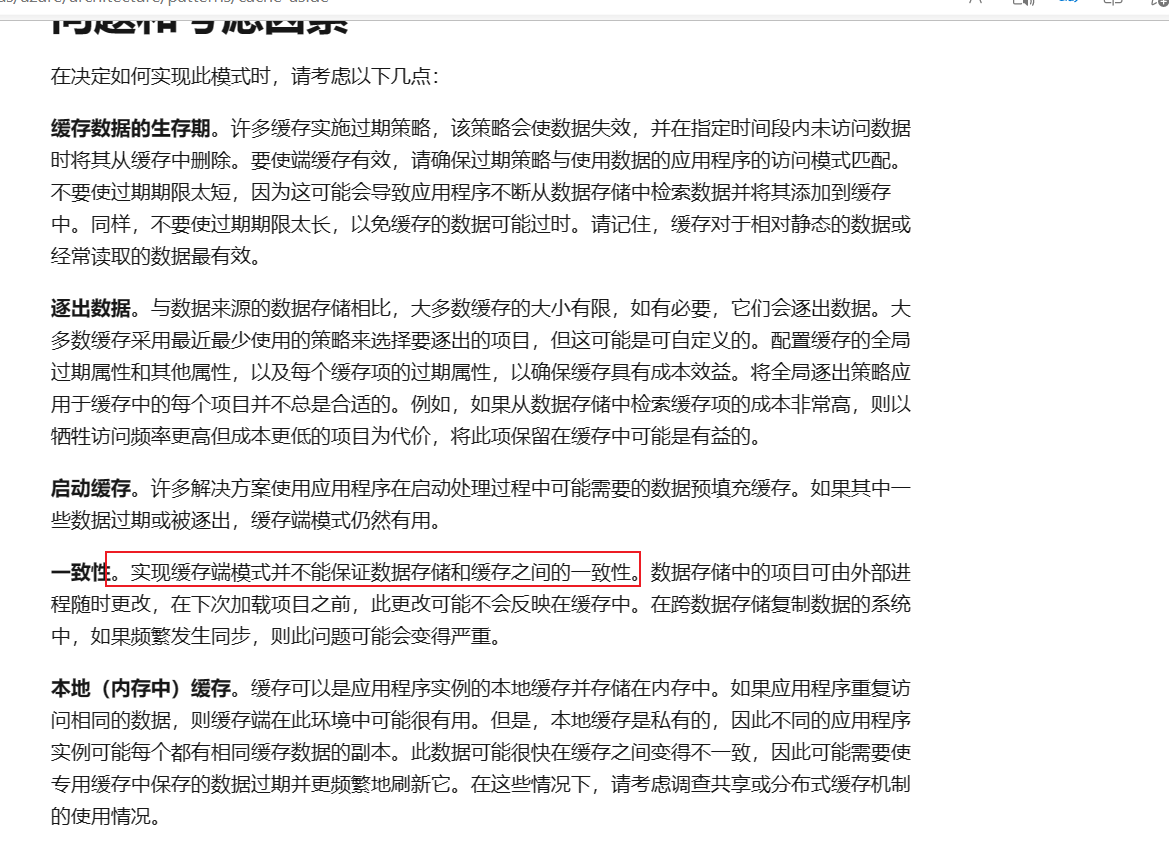 ds/azure/architecture/patterns/cache-aside
问题和考虑因素
在决定如何实现此模式时，请考虑以下几点：
缓存数据的生存期。许多缓存实施过期策略，该策略会使数据失效，并在指定时间段内未访问数据
时将其从缓存中删除。要使端缓存有效，请确保过期策略与使用数据的应用程序的访问模式匹配。
不要使过期期限太短，因为这可能会导致应用程序不断从数据存储中检索数据并将其添加到缓存
中。同样，不要使过期期限太长，以免缓存的数据可能过时。请记住，缓存对于相对静态的数据或
经常读取的数据最有效。
逐出数据。与数据来源的数据存储相比，大多数缓存的大小有限，如有必要，它们会逐出数据。大
多数缓存采用最近最少使用的策略来选择要逐出的项目，但这可能是可自定义的。配置缓存的全局
过期属性和其他属性，以及每个缓存项的过期属性，以确保缓存具有成本效益。将全局逐出策略应
用于缓存中的每个项目并不总是合适的。例如，如果从数据存储中检索缓存项的成本非常高，则以
牺牲访问频率更高但成本更低的项目为代价，将此项保留在缓存中可能是有益的。
启动缓存。许多解决方案使用应用程序在启动处理过程中可能需要的数据预填充缓存。如果其中一
些数据过期或被逐出，缓存端模式仍然有用。
一致性。实现缓存端模式并不能保证数据存储和缓存之间的一致性。数据存储中的项目可由外部进
程随时更改，在下次加载项目之前，此更改可能不会反映在缓存中。在跨数据存储复制数据的系统
中，如果频繁发生同步，则此问题可能会变得严重。
本地（内存中）缓存。缓存可以是应用程序实例的本地缓存并存储在内存中。如果应用程序重复访
问相同的数据，则缓存端在此环境中可能很有用。但是，本地缓存是私有的，因此不同的应用程序
实例可能每个都有相同缓存数据的副本。此数据可能很快在缓存之间变得不一致，因此可能需要使
专用缓存中保存的数据过期并更频繁地刷新它。在这些情况下，请考虑调查共享或分布式缓存机制
的使用情况。